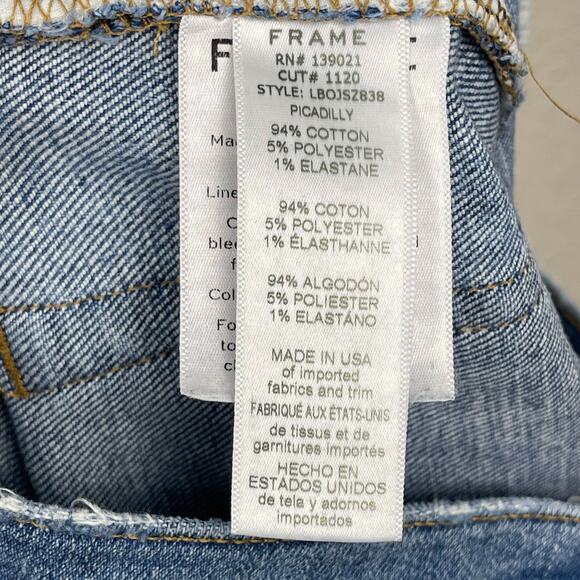 FRAME
RN# 139021
CUT# 1120
STYLE: LBOJSZ838
PICADILLY
94% COTTON
5% POLYESTER
1% ELASTANE
94% COTON
5% POLYESTER
1% ÉLASTHANNE
94% ALGODÓN
5% POLIESTER
1% ELASTÁNO
MADE IN USA
of imported
fabrics and trim
FABRIQUÉ AUX ÉTATS-UNIS
de tissus et de
garnitures importés
HECHO EN
ESTADOS UNIDOS
de tela y adornos
importados